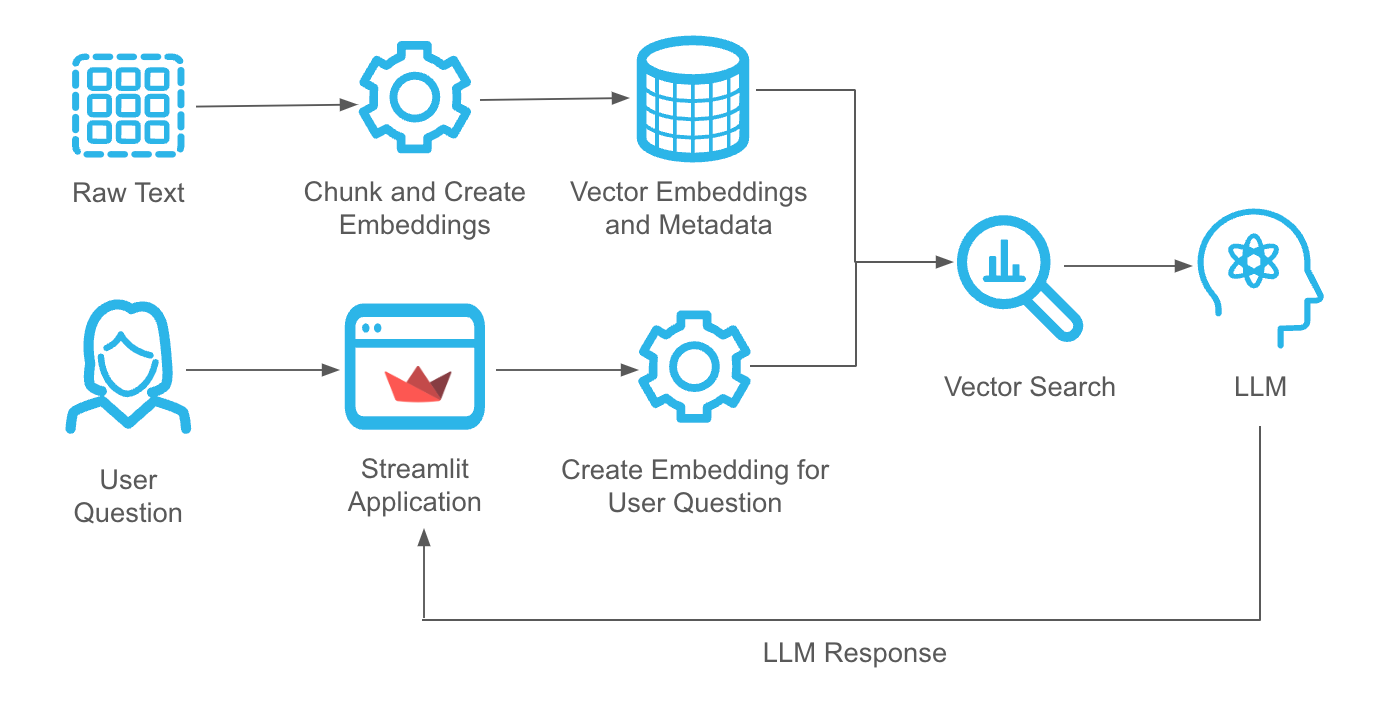 Raw Text
Chunk and Create
Embeddings
Vector Embeddings
and Metadata
Vector Search
LLM
User
Question
Streamlit
Application
Create Embedding for
User Question
LLM Response